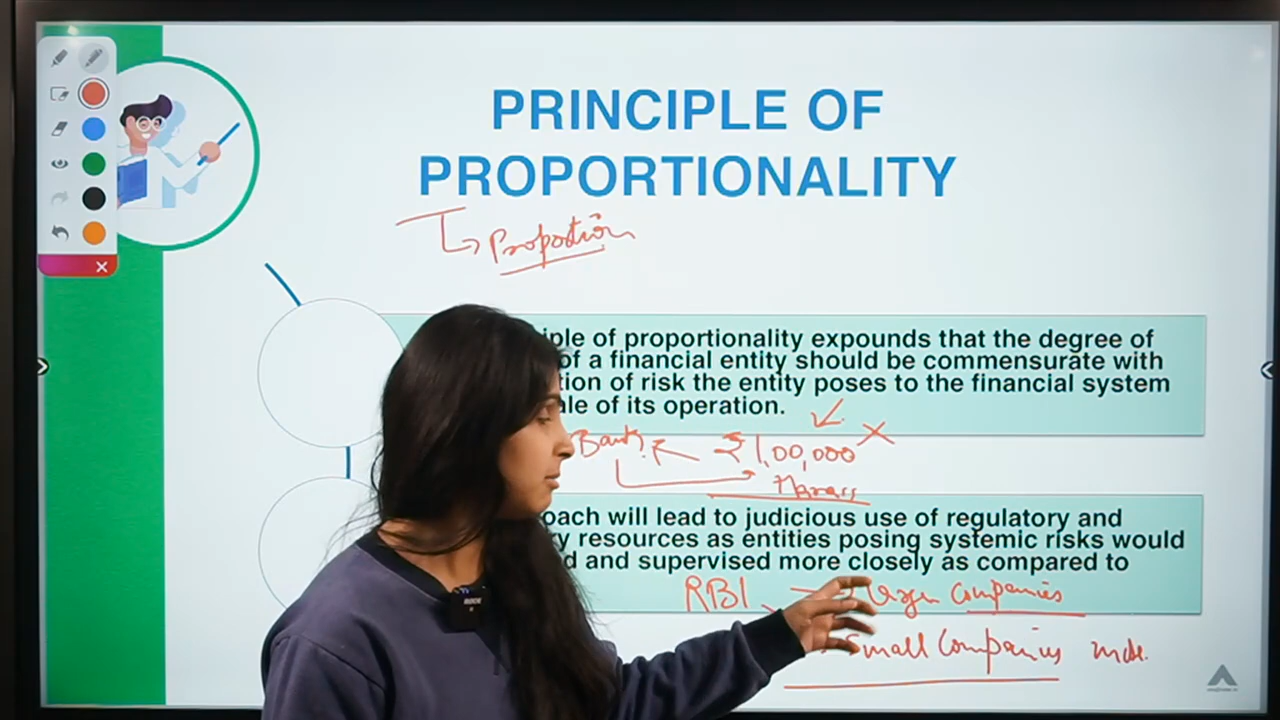 PRINCIPLE OF
PROPORTIONALITY
Proportion
iple of proportionality expounds that the degree of
of a financial entity should be commensurate with
tion of risk the entity poses to the financial system
ale of its operation.
Bank ₹1,00,000
oach will lead to judicious use of regulatory and
ry resources as entities posing systemic risks would
d and supervised more closely as compared to
RBI Companies
Small Companies